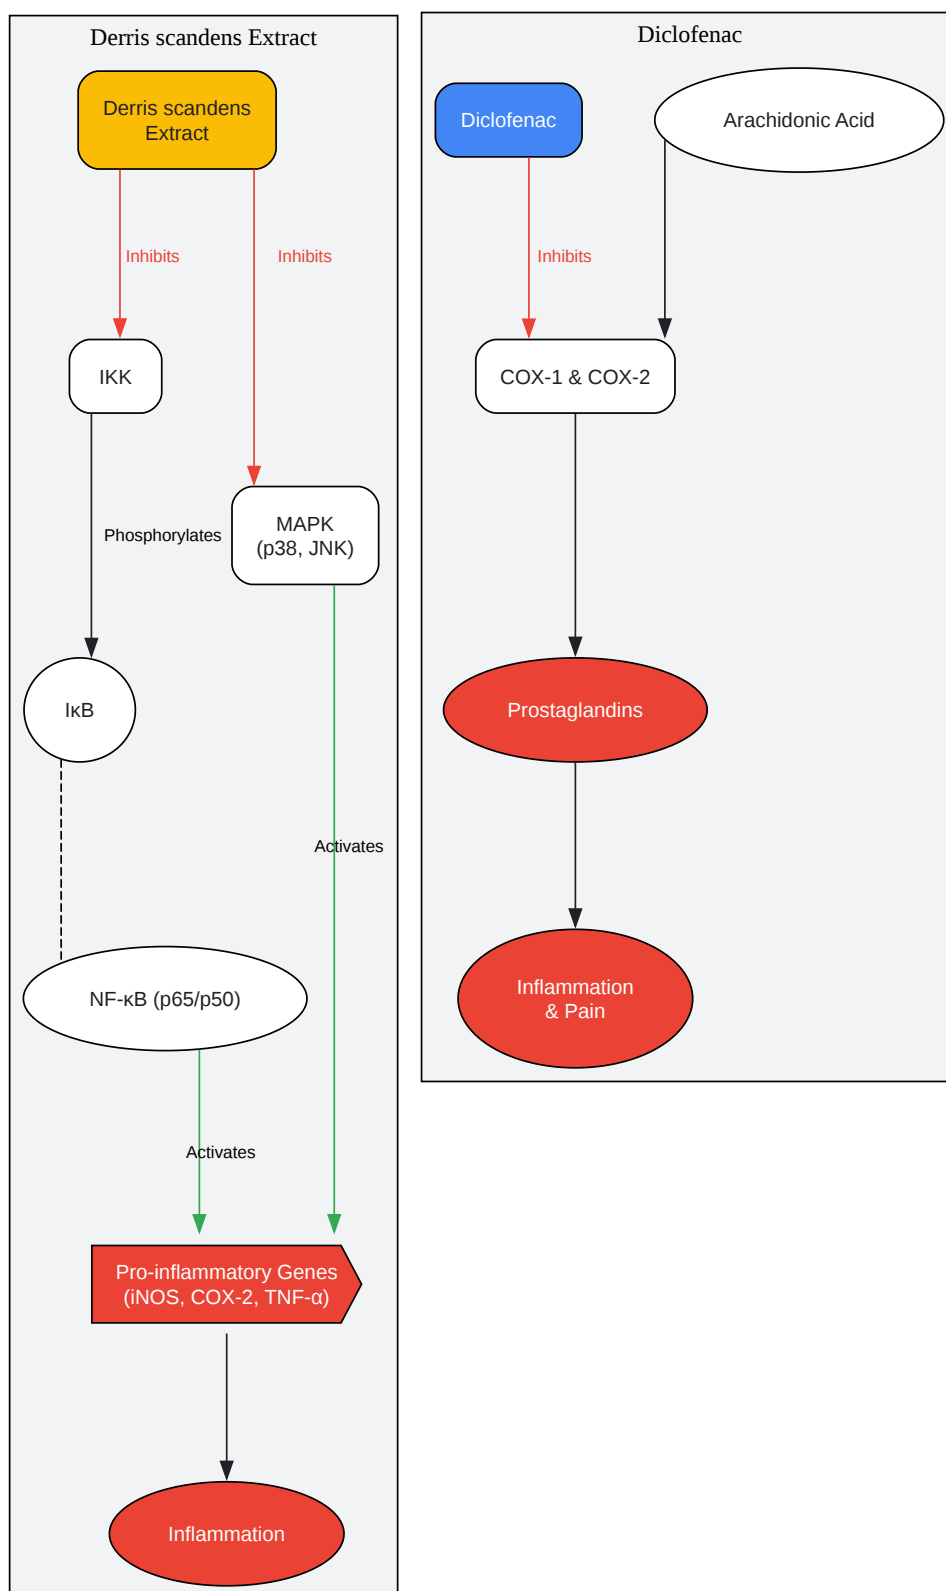 Derris scandens Extract
Derris scandens
Extract
Inhibits
Inhibits
IKK
MAPK
(p38, JNK)
Phosphorylates
IκB
Activates
NF-κB (p65/p50)
Activates
Pro-inflammatory Genes
(iNOS, COX-2, TNF-α)
Inflammation
Diclofenac
Diclofenac
Arachidonic Acid
Inhibits
COX-1 & COX-2
Prostaglandins
Inflammation
& Pain